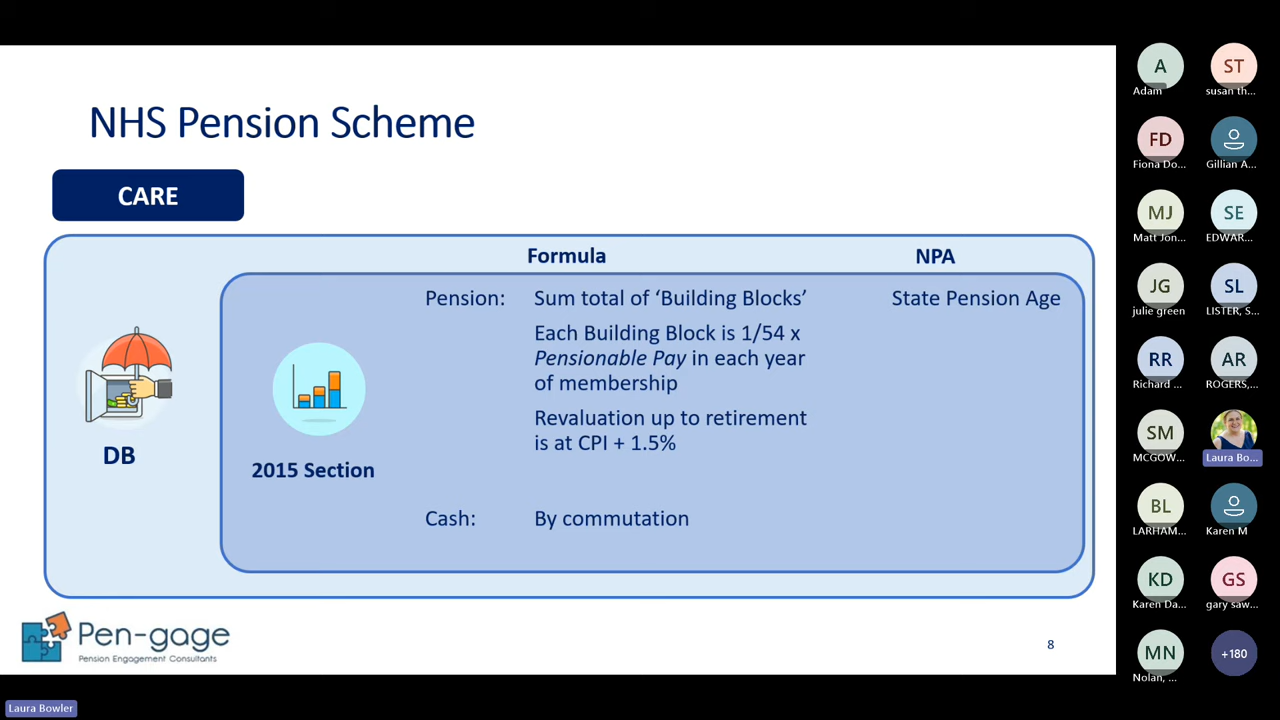 NHS Pension Scheme
CARE
Formula
NPA
Pension:
Sum total of ‘Building Blocks’
State Pension Age
Each Building Block is 1/54 x
Pensionable Pay in each year
of membership
Revaluation up to retirement
is at CPI + 1.5%
DB
2015 Section
Cash:
By commutation
Pen-gage
Pension Engagement Consultants
8
Laura Bowler
A
Adam
ST
susan th...
FD
Fiona Do...
Gillian A...
MJ
Matt Jon...
SE
EDWAR...
JG
julie green
SL
LISTER, S...
RR
Richard ...
AR
ROGERS,...
SM
MCGOW...
Laura Bo...
BL
LARHAM...
Karen M
KD
Karen Da...
GS
gary saw...
MN
Nolan, ...
+180